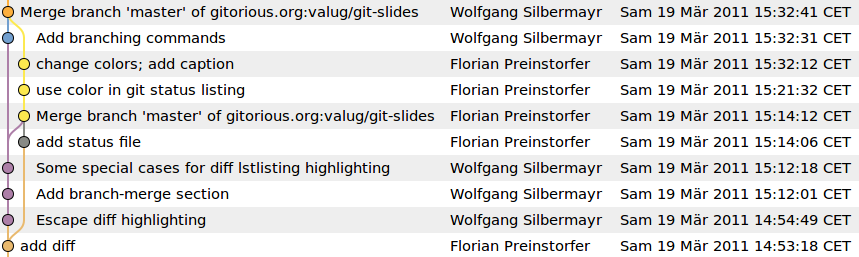 Merge branch 'master' of gitorious.org:valug/git-slides Wolfgang Silbermayr Sam 19 Mär 2011 15:32:41 CET
Add branching commands Wolfgang Silbermayr Sam 19 Mär 2011 15:32:31 CET
change colors; add caption Florian Preinstorfer Sam 19 Mär 2011 15:32:12 CET
use color in git status listing Florian Preinstorfer Sam 19 Mär 2011 15:21:32 CET
Merge branch 'master' of gitorious.org:valug/git-slides Florian Preinstorfer Sam 19 Mär 2011 15:14:12 CET
add status file Florian Preinstorfer Sam 19 Mär 2011 15:14:06 CET
Some special cases for diff lstlisting highlighting Wolfgang Silbermayr Sam 19 Mär 2011 15:12:18 CET
Add branch-merge section Wolfgang Silbermayr Sam 19 Mär 2011 15:12:01 CET
Escape diff highlighting Wolfgang Silbermayr Sam 19 Mär 2011 14:54:49 CET
add diff Florian Preinstorfer Sam 19 Mär 2011 14:53:18 CET